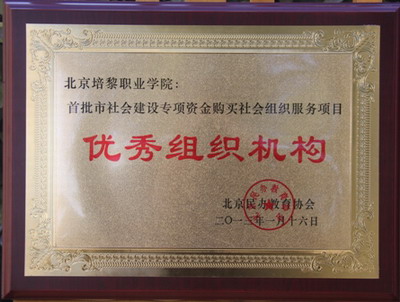 北京培黎职业学院：
首批市社会建设专项资金购买社会组织服务项目
优秀组织机构
北京民办教育协会
二〇一三年一月十六日